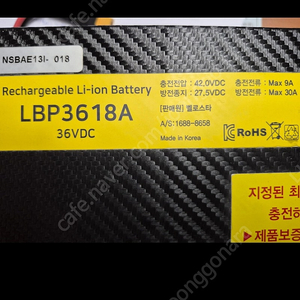 NSBAE13I- 018
Rechargeable Li-ion Battery
LBP3618A
36VDC
충전전압 : 42.0VDC 충전전류 : Max 9A
방전종지 : 27.5VDC 방전전류 : Max 30A
[판매원] 켈로스타
A/S:1688-8658
Made in Korea
RoHS
지정된 최
충전하
제품보증